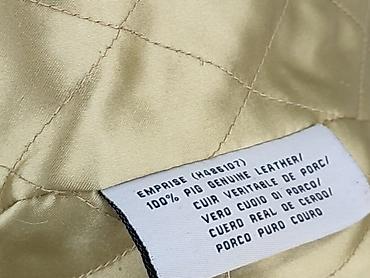 EMPRISE (H435107)
100% PIG GENUINE LEATHER/
CUIR VERITABLE DE PORC/
VERO CUOIO DI PORCO/
CUERO REAL DE CERDO/
PORCO PURO COURO